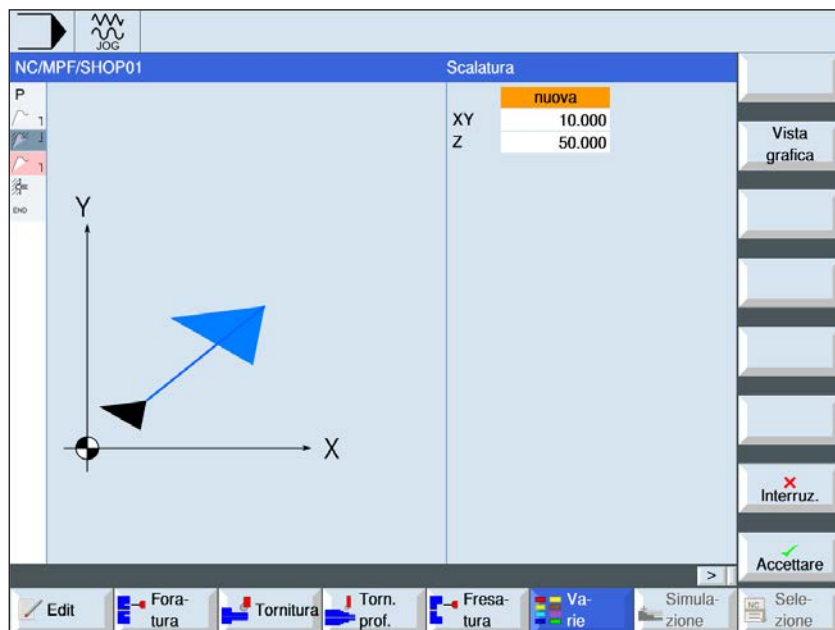 JOG
NC/MPF/SHOP01
Scalatura
P
nuova
XY 10.000
Z 50.000
END
Y
X
Vista
grafica
Interruz.
Accettare
>
Edit
Fora-
tura
Tornitura
Torn.
prof.
Fresa-
tura
Va-
rie
Simula-
zione
NC
Sele-
zione